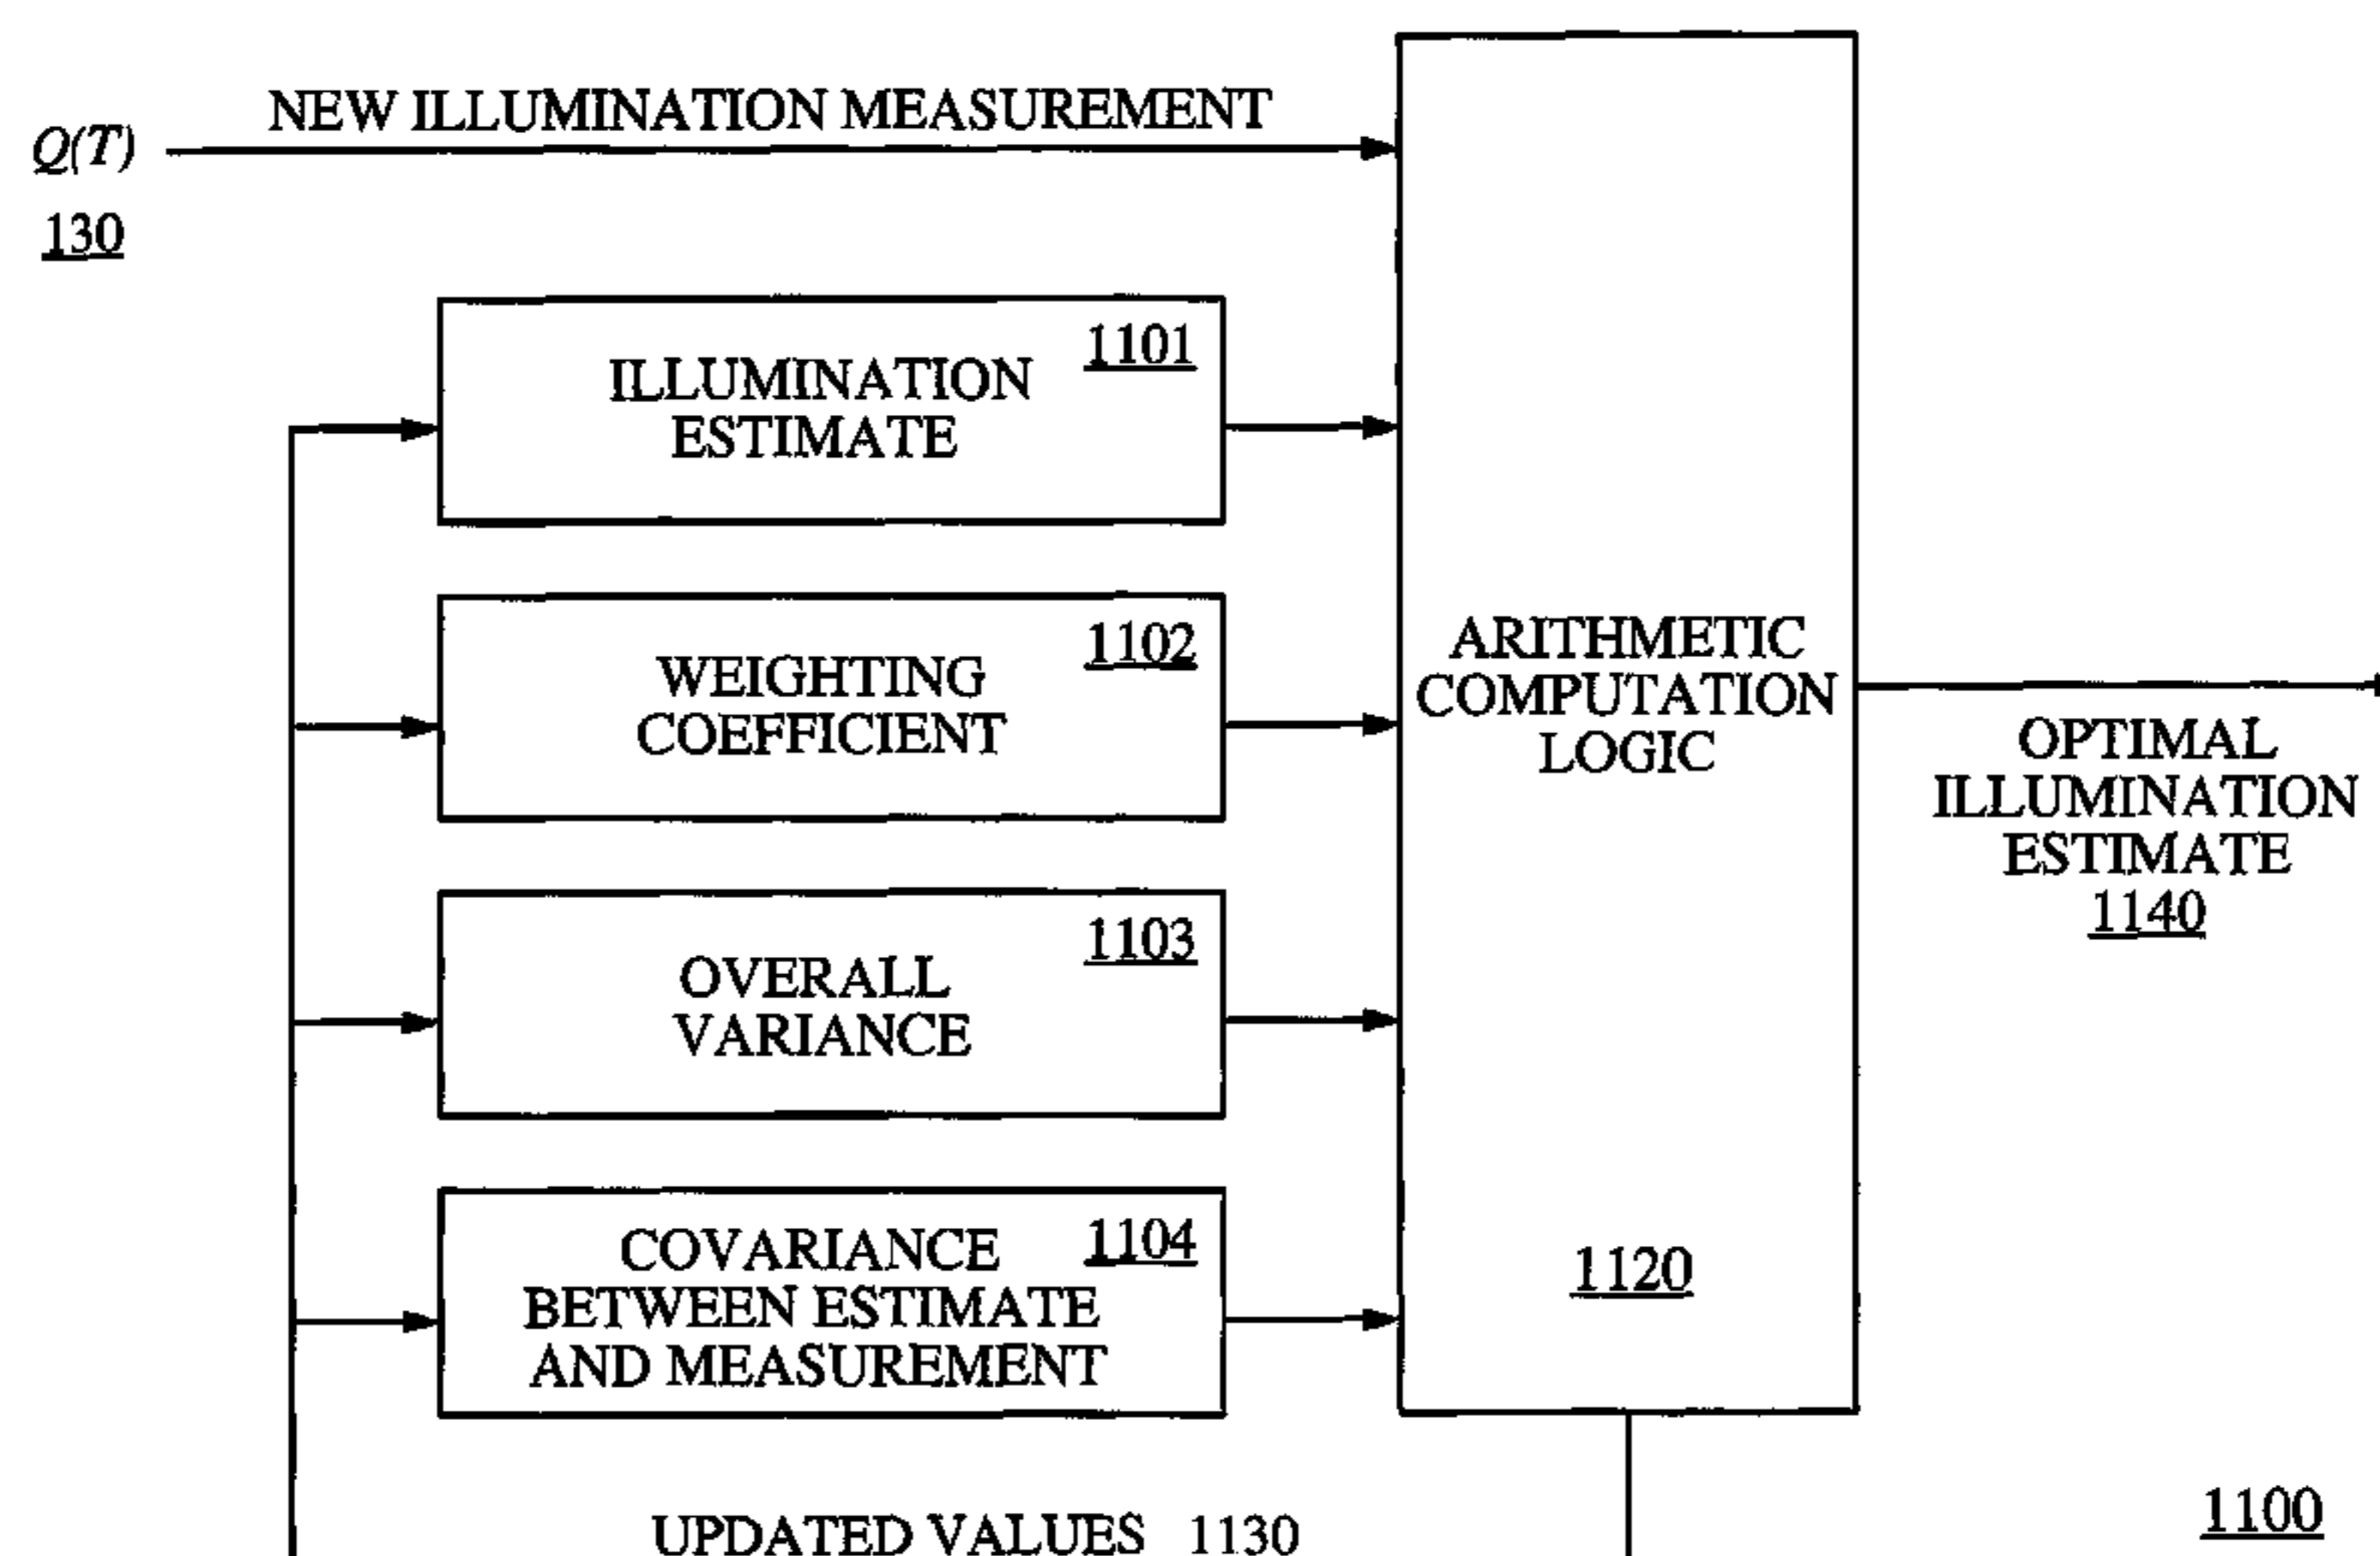 NEW ILLUMINATION MEASUREMENT
Q(T)
130
1101
ILLUMINATION
ESTIMATE
1102
WEIGHTING
COEFFICIENT
1103
OVERALL
VARIANCE
1104
COVARIANCE
BETWEEN ESTIMATE
AND MEASUREMENT
ARITHMETIC
COMPUTATION
LOGIC
1120
OPTIMAL
ILLUMINATION
ESTIMATE
1140
UPDATED VALUES 1130
1100